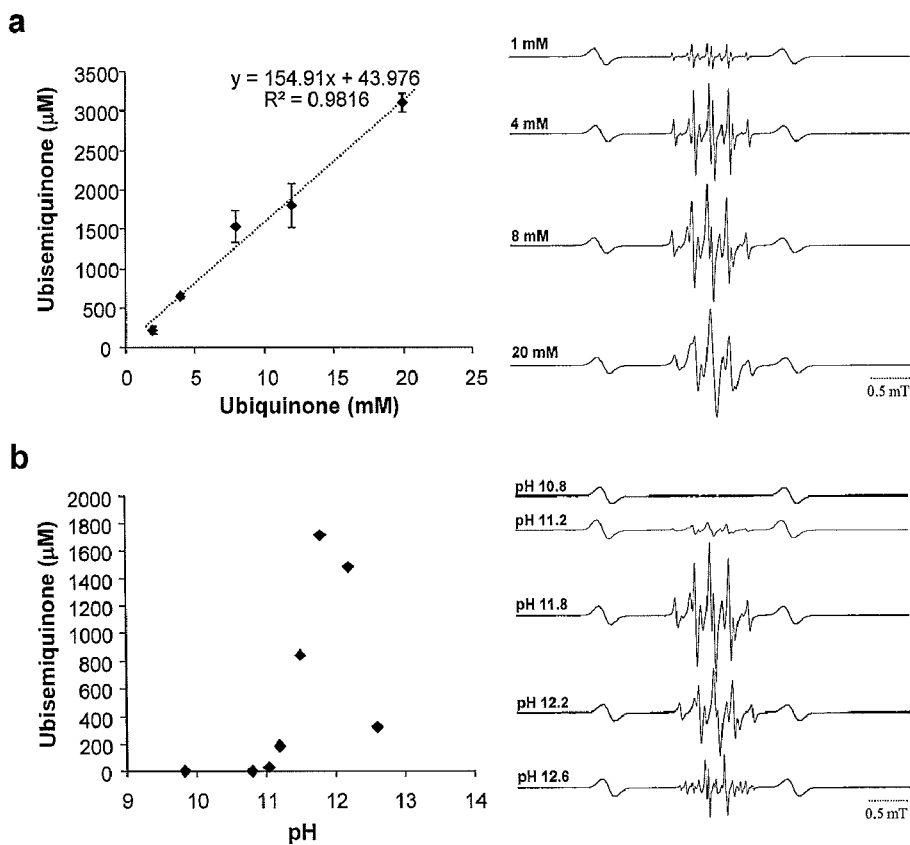 a
y = 154.91x + 43.976
R² = 0.9816
Ubisemiquinone (µM)
3500
3000
2500
2000
1500
1000
500
0
0 5 10 15 20 25
Ubiquinone (mM)
1 mM
4 mM
8 mM
20 mM
0.5 mT
b
Ubisemiquinone (µM)
2000
1800
1600
1400
1200
1000
800
600
400
200
0
9 10 11 12 13 14
pH
pH 10.8
pH 11.2
pH 11.8
pH 12.2
pH 12.6
0.5 mT